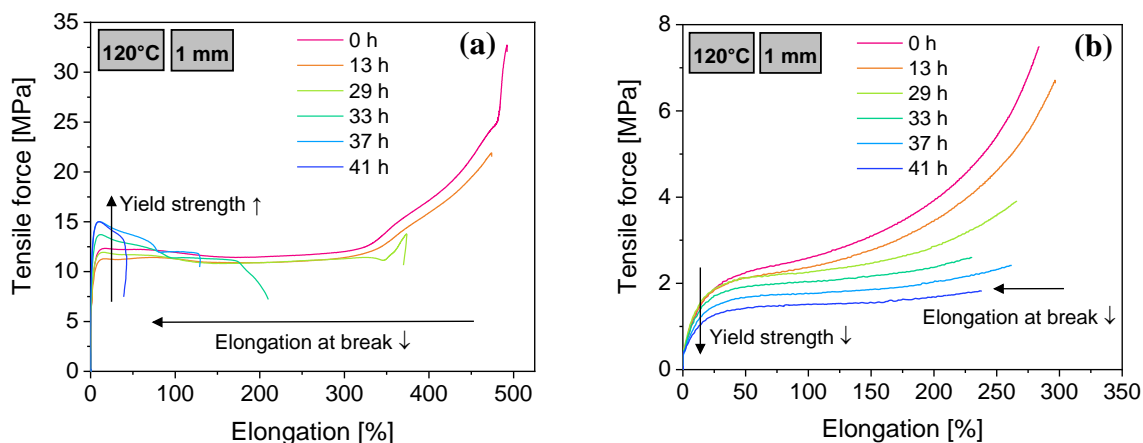 120°C 1 mm
(a)
0 h
13 h
29 h
33 h
37 h
41 h
Yield strength ↑
Elongation at break ↓
Tensile force [MPa]
35
30
25
20
15
10
5
0
0 100 200 300 400 500
Elongation [%]
120°C 1 mm
(b)
0 h
13 h
29 h
33 h
37 h
41 h
Elongation at break ↓
Yield strength ↓
Tensile force [MPa]
8
6
4
2
0
0 50 100 150 200 250 300 350
Elongation [%]